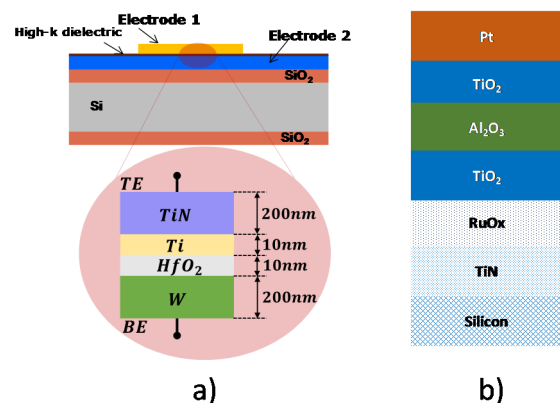 Electrode 1
High-k dielectric
Electrode 2
SiO₂
Si
SiO₂
TE
TiN
200nm
Ti
10nm
HfO₂
10nm
W
200nm
BE
a)
Pt
TiO₂
Al₂O₃
TiO₂
RuOx
TiN
Silicon
b)